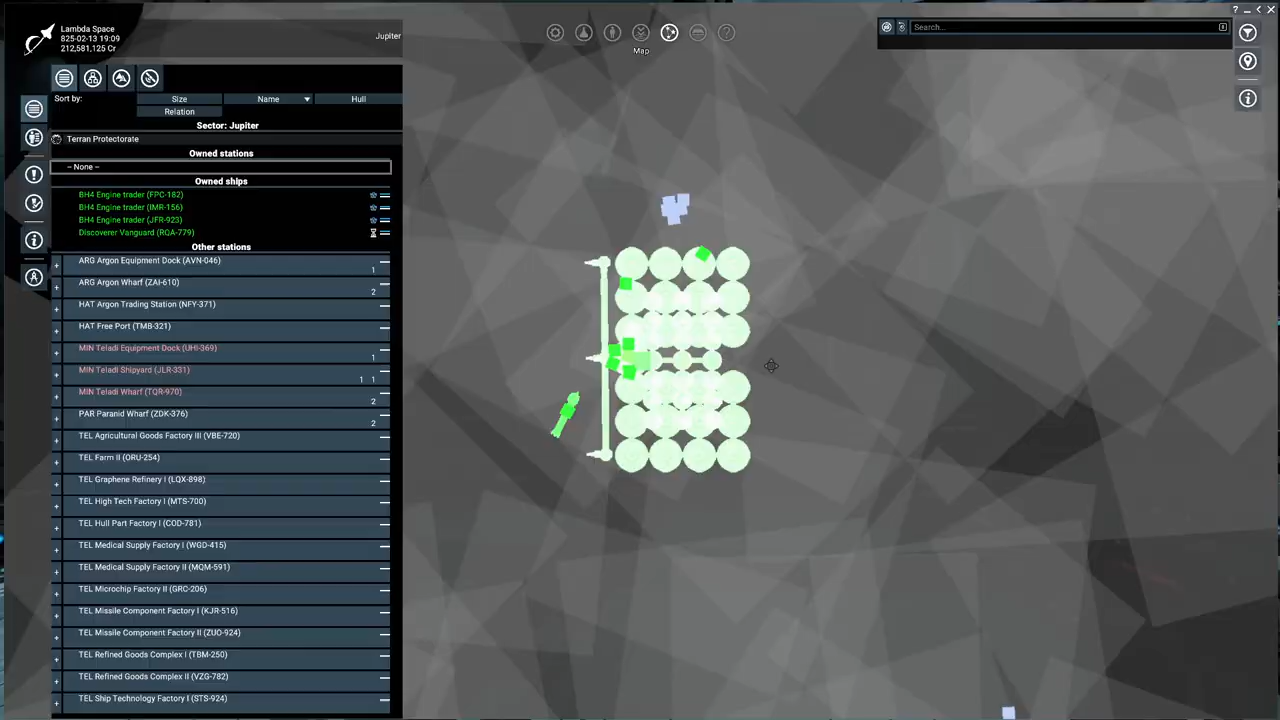 Lambda Space
825-02-13 19:09
212,581,125 Cr
Jupiter
Map
Search...
Sort by:
Size
Name
Hull
Relation
Sector: Jupiter
Terran Protectorate
Owned stations
-- None --
Owned ships
BH4 Engine trader (FPC-182)
BH4 Engine trader (IMR-156)
BH4 Engine trader (JFR-923)
Discoverer Vanguard (RQA-779)
Other stations
ARG Argon Equipment Dock (AVN-046)
1
ARG Argon Wharf (ZAI-610)
2
HAT Argon Trading Station (NFY-371)
HAT Free Port (TMB-321)
MIN Teladi Equipment Dock (UHI-369)
1
MIN Teladi Shipyard (JLR-331)
1 1
MIN Teladi Wharf (TQR-970)
2
PAR Paranid Wharf (ZDK-376)
2
TEL Agricultural Goods Factory III (VBE-720)
TEL Farm II (ORU-254)
TEL Graphene Refinery I (LQX-898)
TEL High Tech Factory I (MTS-700)
TEL Hull Part Factory I (COD-781)
TEL Medical Supply Factory I (WGD-415)
TEL Medical Supply Factory I (MQM-591)
TEL Microchip Factory II (GRC-206)
TEL Missile Component Factory I (KJR-516)
TEL Missile Component Factory II (ZUO-924)
TEL Refined Goods Complex I (TBM-250)
TEL Refined Goods Complex II (VZG-782)
TEL Ship Technology Factory I (STS-924)